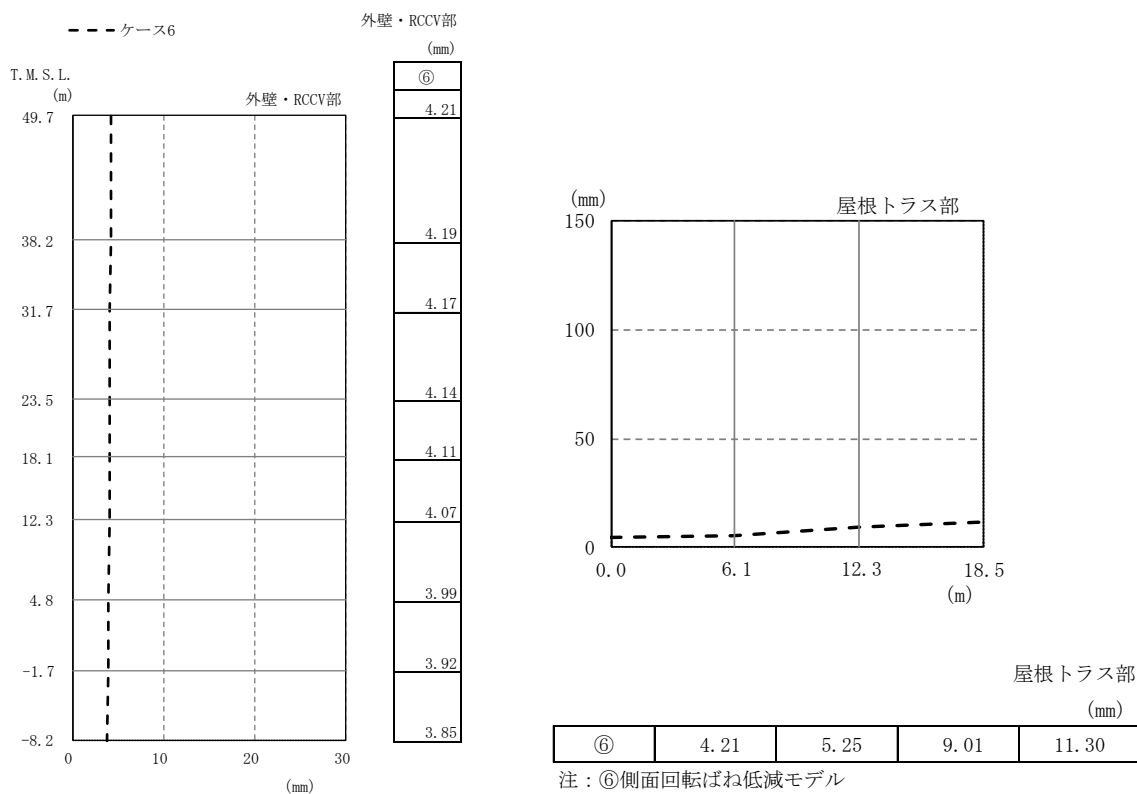 ケース6
外壁・RCCV部
(mm)
⑥
4.21
4.19
4.17
4.14
4.11
4.07
3.99
3.92
3.85
T.M.S.L.
(m)
外壁・RCCV部
49.7
38.2
31.7
23.5
18.1
12.3
4.8
-1.7
-8.2
0 10 20 30
(mm)
(mm)
屋根トラス部
150
100
50
0
0.0 6.1 12.3 18.5
(m)
屋根トラス部
(mm)
⑥ 4.21 5.25 9.01 11.30
注：⑥側面回転ばね低減モデル